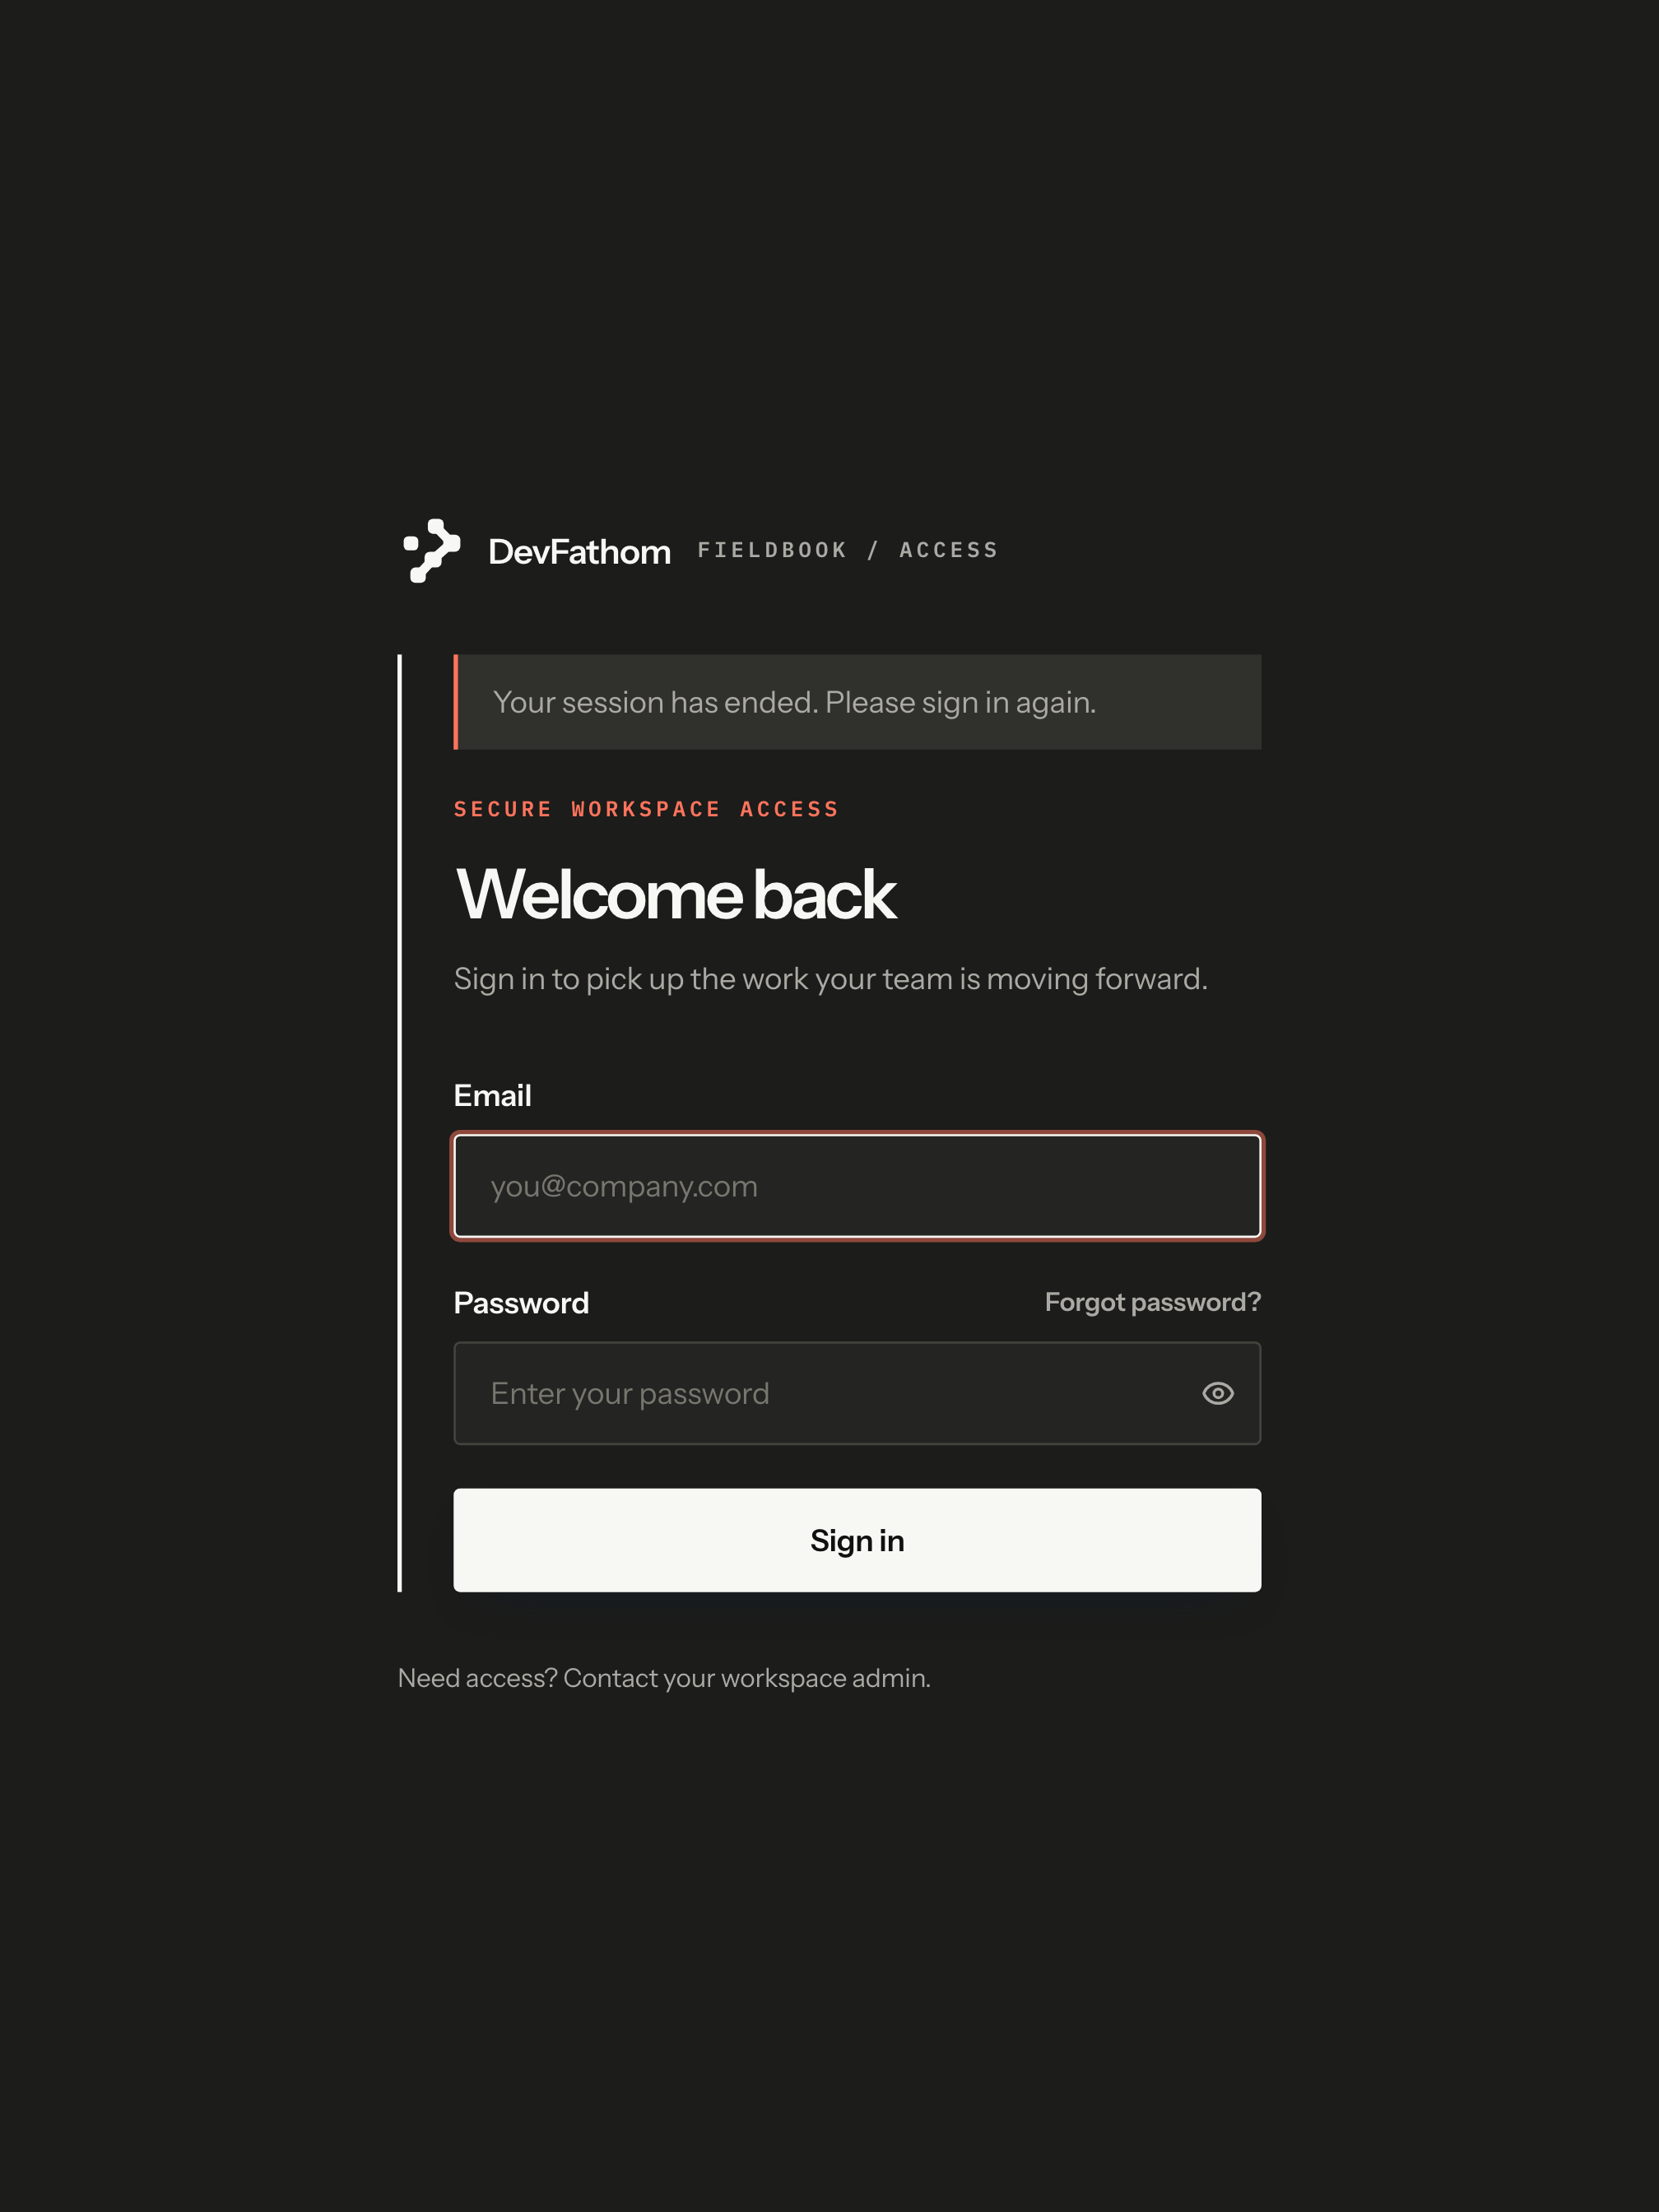 DevFathom FIELDBOOK / ACCESS
Your session has ended. Please sign in again.
SECURE WORKSPACE ACCESS
Welcome back
Sign in to pick up the work your team is moving forward.
Email
you@company.com
Password Forgot password?
Enter your password
Sign in
Need access? Contact your workspace admin.